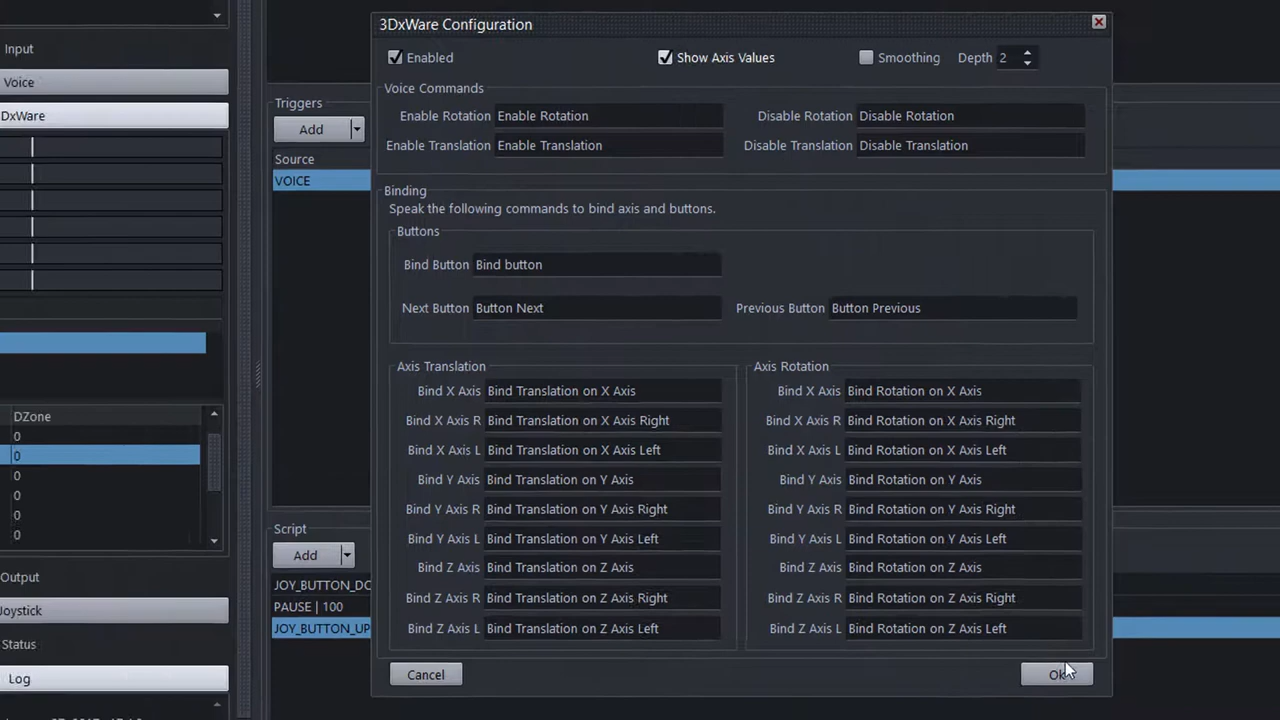 3DxWare Configuration
Enabled
Show Axis Values
Smoothing
Depth 2
Voice Commands
Enable Rotation Enable Rotation
Disable Rotation Disable Rotation
Enable Translation Enable Translation
Disable Translation Disable Translation
Binding
Speak the following commands to bind axis and buttons.
Buttons
Bind Button Bind button
Next Button Button Next
Previous Button Button Previous
Axis Translation
Bind X Axis Bind Translation on X Axis
Bind X Axis R Bind Translation on X Axis Right
Bind X Axis L Bind Translation on X Axis Left
Bind Y Axis Bind Translation on Y Axis
Bind Y Axis R Bind Translation on Y Axis Right
Bind Y Axis L Bind Translation on Y Axis Left
Bind Z Axis Bind Translation on Z Axis
Bind Z Axis R Bind Translation on Z Axis Right
Bind Z Axis L Bind Translation on Z Axis Left
Axis Rotation
Bind X Axis Bind Rotation on X Axis
Bind X Axis R Bind Rotation on X Axis Right
Bind X Axis L Bind Rotation on X Axis Left
Bind Y Axis Bind Rotation on Y Axis
Bind Y Axis R Bind Rotation on Y Axis Right
Bind Y Axis L Bind Rotation on Y Axis Left
Bind Z Axis Bind Rotation on Z Axis
Bind Z Axis R Bind Rotation on Z Axis Right
Bind Z Axis L Bind Rotation on Z Axis Left
Cancel
Ok
Input
Voice
DxWare
DZone
0
0
0
0
0
0
Output
Joystick
Status
Log
Triggers
Add
Source
VOICE
Script
Add
JOY_BUTTON_DO
PAUSE | 100
JOY_BUTTON_UP